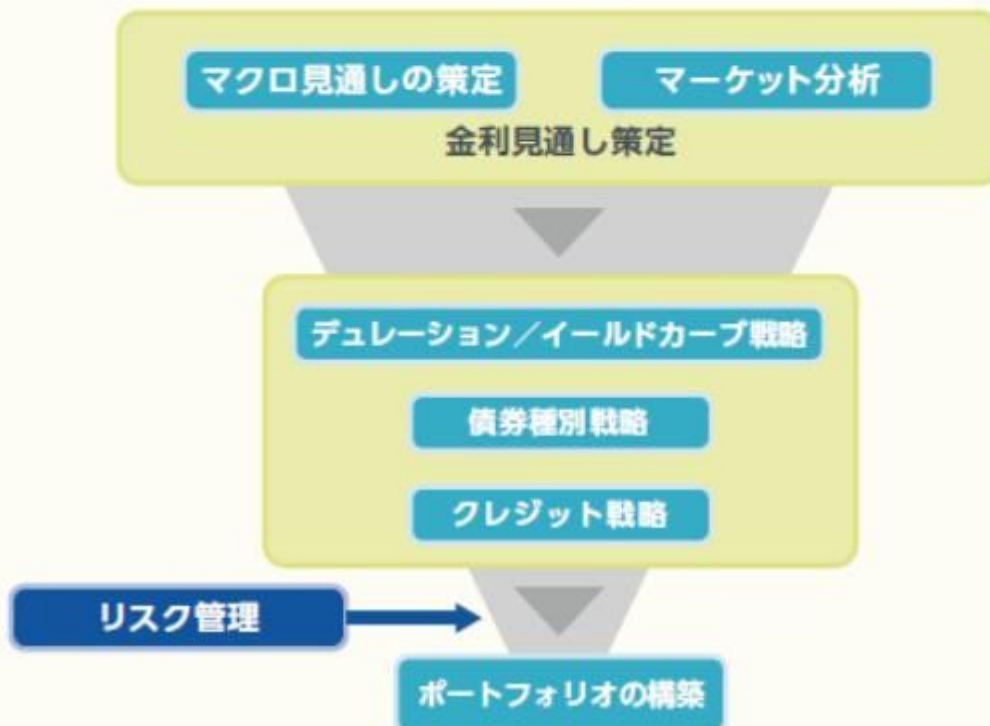 マクロ見通しの策定
マーケット分析
金利見通し策定
デュレーション／イールドカーブ戦略
債券種別戦略
クレジット戦略
リスク管理
ポートフォリオの構築